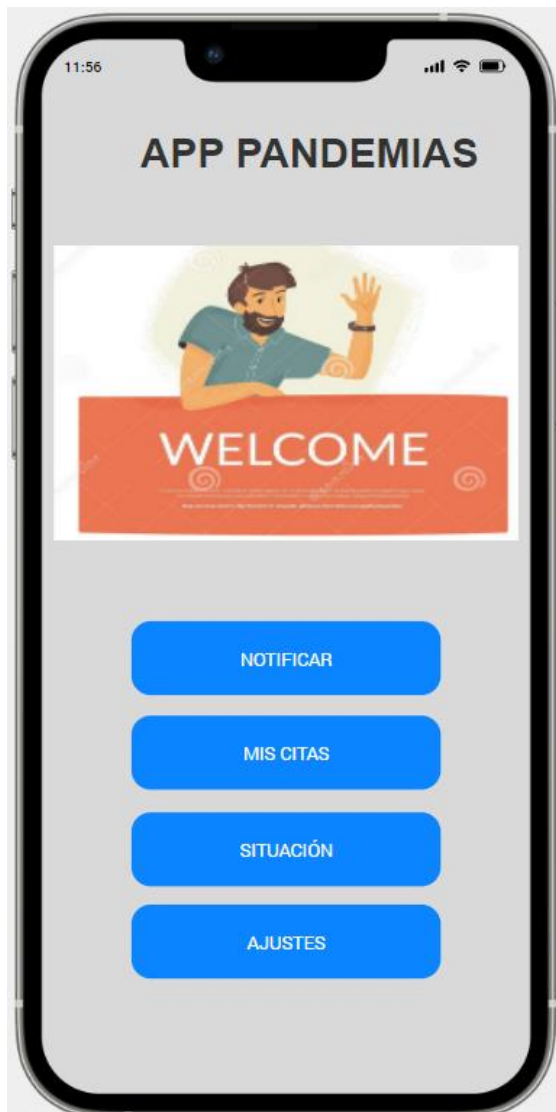 11:56
APP PANDEMIAS
WELCOME
NOTIFICAR
MIS CITAS
SITUACIÓN
AJUSTES